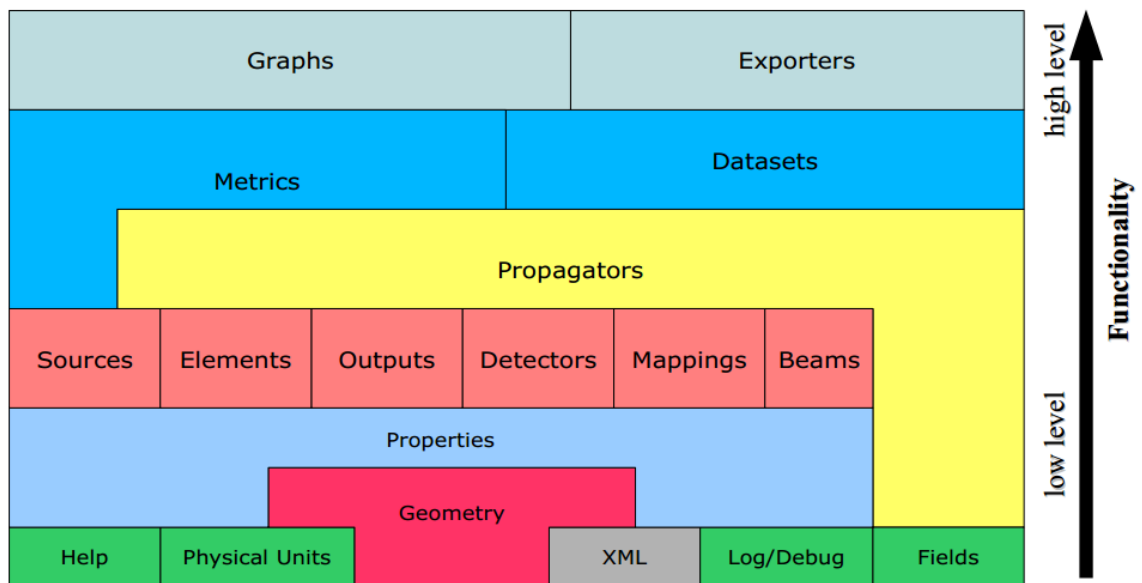 Graphs
Exporters
high level
Datasets
Metrics
Functionality
Propagators
Sources
Elements
Outputs
Detectors
Mappings
Beams
Properties
low level
Geometry
Help
Physical Units
XML
Log/Debug
Fields